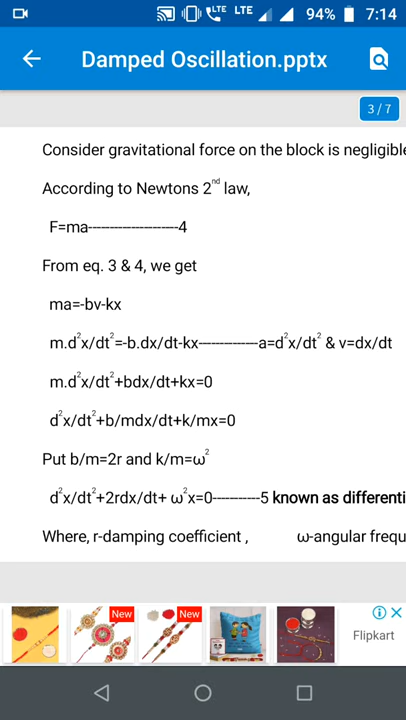 LTE LTE 94% 7:14
Damped Oscillation.pptx
3 / 7
Consider gravitational force on the block is negligible
According to Newtons 2nd law,
F=ma---------------------4
From eq. 3 & 4, we get
ma=-bv-kx
m.d²x/dt²=-b.dx/dt-kx--------------a=d²x/dt² & v=dx/dt
m.d²x/dt²+bdx/dt+kx=0
d²x/dt²+b/mdx/dt+k/mx=0
Put b/m=2r and k/m=ω²
d²x/dt²+2rdx/dt+ ω²x=0-----------5 known as differenti
Where, r-damping coefficient , ω-angular frequ
New New
Flipkart